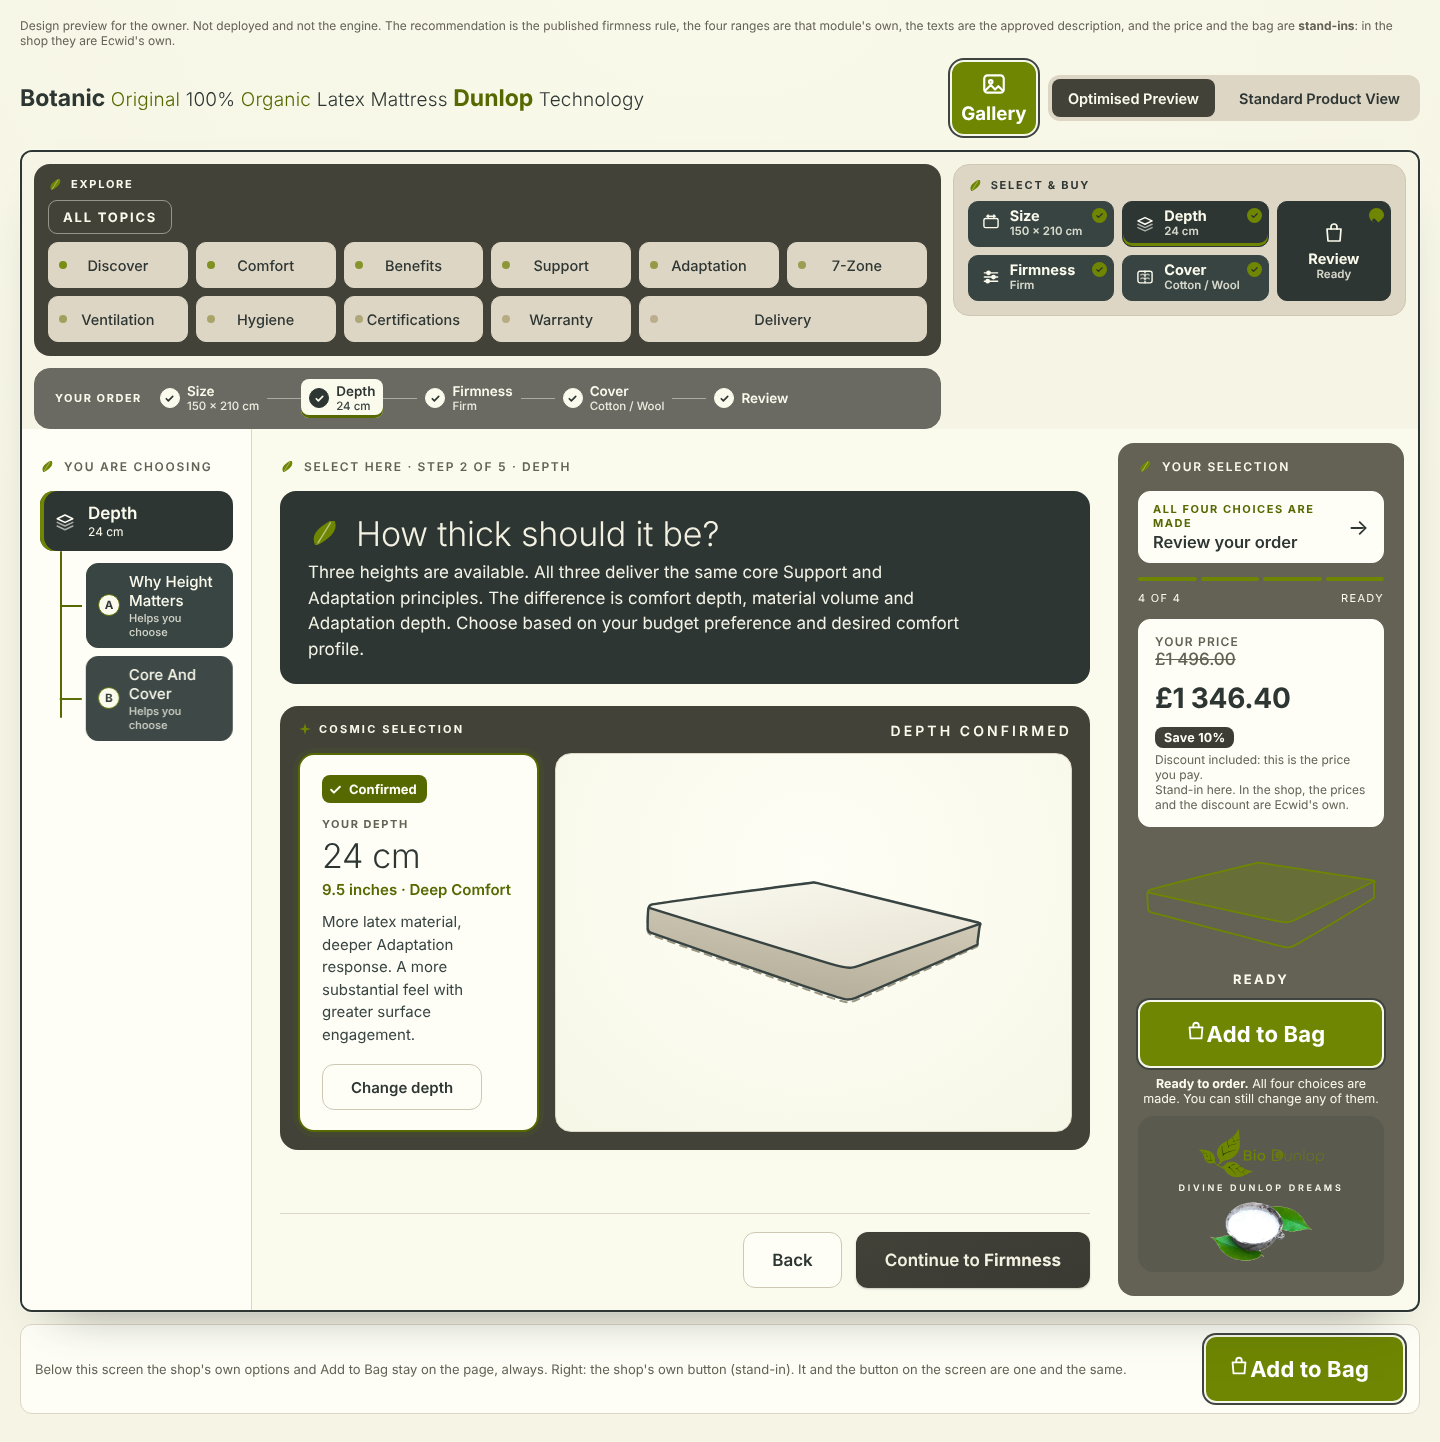 Design preview for the owner. Not deployed and not the engine. The recommendation is the published firmness rule, the four ranges are that module's own, the texts are the approved description, and the price and the bag are stand-ins: in the
shop they are Ecwid's own.
Botanic Original 100% Organic Latex Mattress Dunlop Technology
Gallery
Optimised Preview
Standard Product View
EXPLORE
ALL TOPICS
Discover
Comfort
Benefits
Support
Adaptation
7-Zone
Ventilation
Hygiene
Certifications
Warranty
Delivery
SELECT & BUY
Size
150 × 210 cm
Depth
24 cm
Firmness
Firm
Cover
Cotton / Wool
Review
Ready
YOUR ORDER
Size
150 × 210 cm
Depth
24 cm
Firmness
Firm
Cover
Cotton / Wool
Review
YOU ARE CHOOSING
Depth
24 cm
A
Why Height
Matters
Helps you
choose
B
Core And
Cover
Helps you
choose
SELECT HERE · STEP 2 OF 5 · DEPTH
How thick should it be?
Three heights are available. All three deliver the same core Support and
Adaptation principles. The difference is comfort depth, material volume and
Adaptation depth. Choose based on your budget preference and desired comfort
profile.
COSMIC SELECTION
DEPTH CONFIRMED
Confirmed
YOUR DEPTH
24 cm
9.5 inches · Deep Comfort
More latex material,
deeper Adaptation
response. A more
substantial feel with
greater surface
engagement.
Change depth
Back
Continue to Firmness
YOUR SELECTION
ALL FOUR CHOICES ARE
MADE
Review your order
4 OF 4
READY
YOUR PRICE
£1 496.00
£1 346.40
Save 10%
Discount included: this is the price
you pay.
Stand-in here. In the shop, the prices
and the discount are Ecwid's own.
READY
Add to Bag
Ready to order. All four choices are
made. You can still change any of them.
Bio Dunlop
DIVINE DUNLOP DREAMS
Below this screen the shop's own options and Add to Bag stay on the page, always. Right: the shop's own button (stand-in). It and the button on the screen are one and the same.
Add to Bag